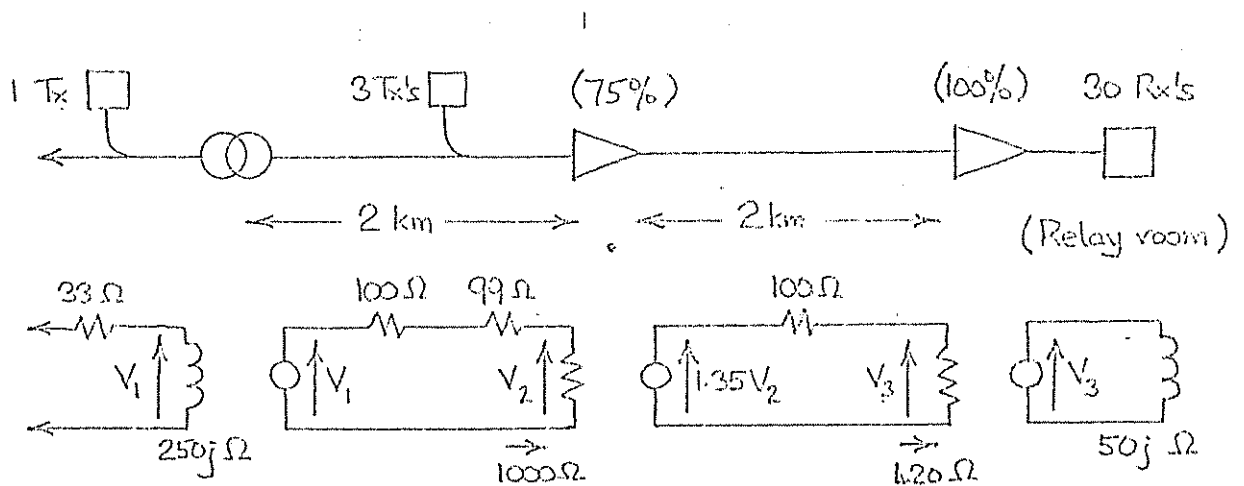 1 Tx 3 Tx's (75%) (100%) 30 Rx's
2 km 2 km (Relay room)
33 Ω 100 Ω 99 Ω 100 Ω
V₁ V₁ V₂ 1.35V₂ V₃ V₃
250j Ω 1000 Ω 420 Ω 50j Ω